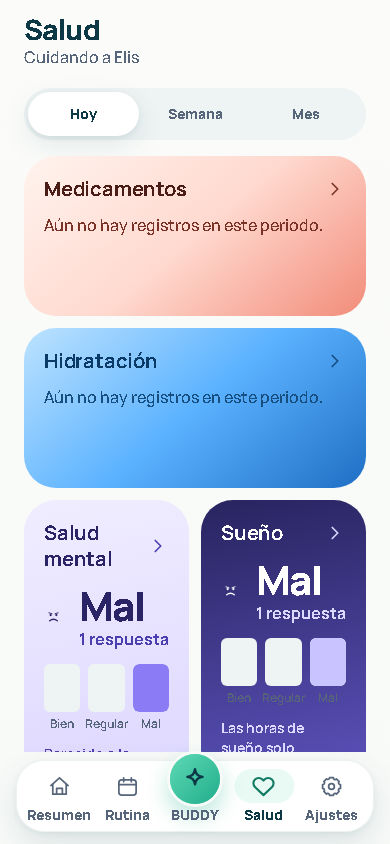 Salud
Cuidando a Elis
Hoy
Semana
Mes
Medicamentos
Aún no hay registros en este periodo.
Hidratación
Aún no hay registros en este periodo.
Salud
mental
Mal
1 respuesta
Bien
Regular
Mal
Sueño
Mal
1 respuesta
Bien
Regular
Mal
Las horas de
sueño solo
Resumen
Rutina
BUDDY
Salud
Ajustes